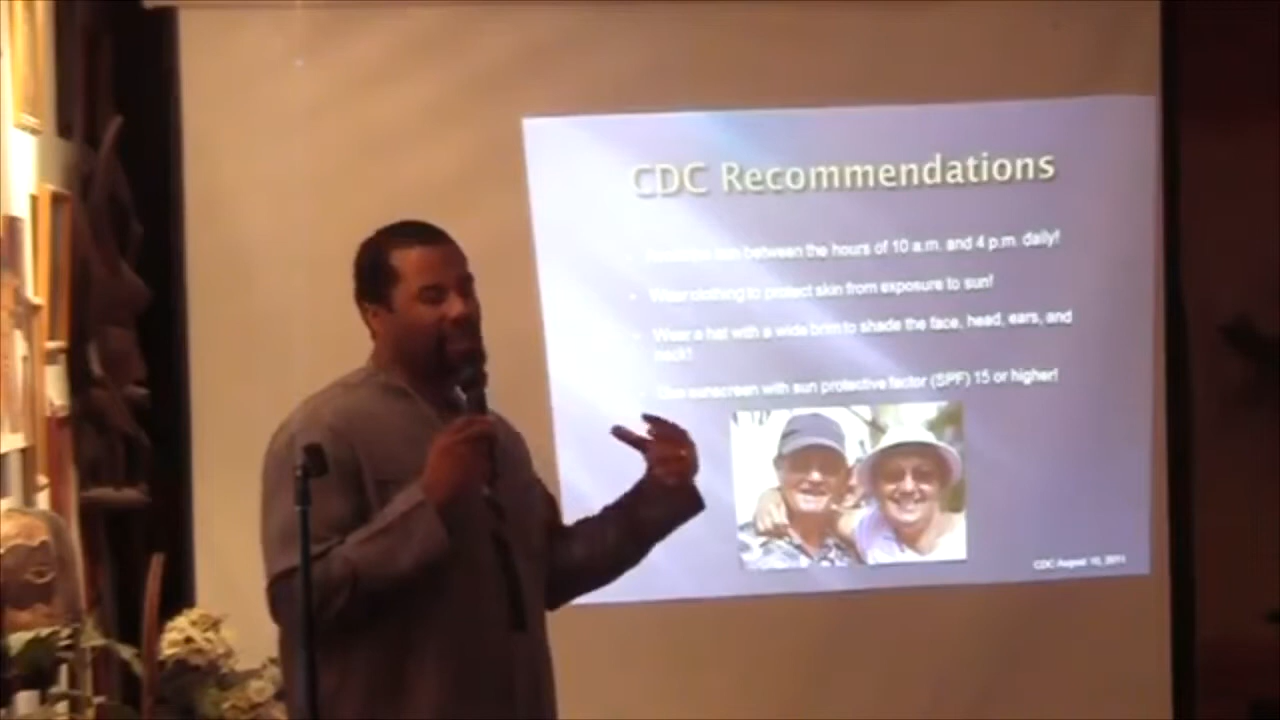 CDC Recommendations
between the hours of 10 a.m. and 4 p.m. daily!
Wear clothing to protect skin from exposure to sun!
Wear a hat with a wide brim to shade the face, head, ears, and
neck!
Use sunscreen with sun protective factor (SPF) 15 or higher!
CDC August 10, 2011